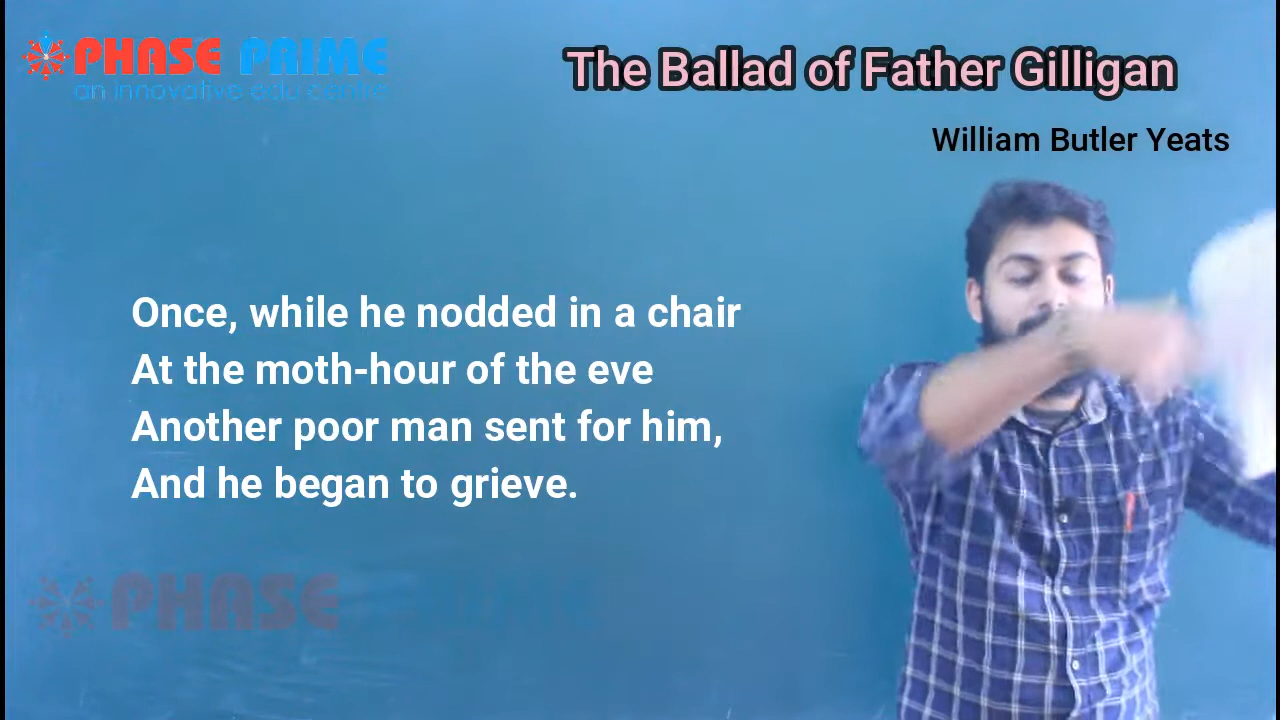 PHASE PRIME
an innovative edu centre
The Ballad of Father Gilligan
William Butler Yeats
Once, while he nodded in a chair
At the moth-hour of the eve
Another poor man sent for him,
And he began to grieve.
PHASE